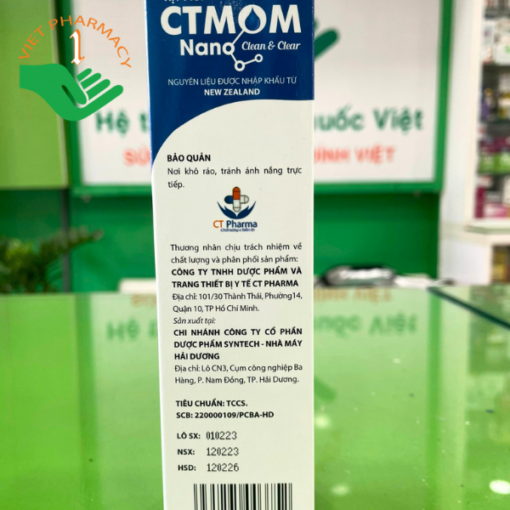 VIET PHARMACY
1
CTMOM
Nano Clean & Clear
NGUYÊN LIỆU ĐƯỢC NHẬP KHẨU TỪ
NEW ZEALAND
BẢO QUẢN
Nơi khô ráo, tránh ánh nắng trực
tiếp.
CT Pharma
Thương nhân chịu trách nhiệm về
chất lượng và phân phối sản phẩm:
CÔNG TY TNHH DƯỢC PHẨM VÀ
TRANG THIẾT BỊ Y TẾ CT PHARMA
Địa chỉ: 101/30 Thành Thái, Phường14,
Quận 10, TP Hồ Chí Minh.
Sản xuất tại:
CHI NHÁNH CÔNG TY CỔ PHẦN
DƯỢC PHẨM SYNTECH - NHÀ MÁY
HẢI DƯƠNG
Địa chỉ: Lô CN3, Cụm công nghiệp Ba
Hàng, P. Nam Đồng, TP. Hải Dương.
TIÊU CHUẨN: TCCS.
SCB: 220000109/PCBA-HD
LÔ SX: 010223
NSX: 120223
HSD: 120226
Hệ t
uốc Việt
SỨ
ÍNH VIỆT